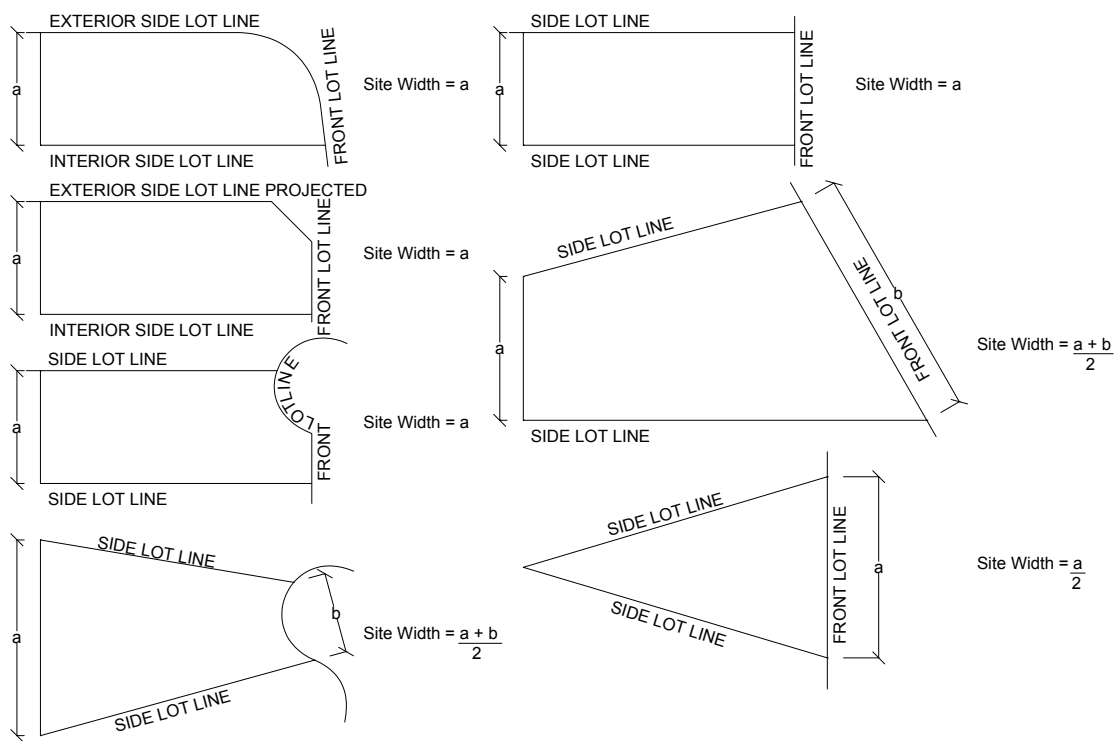 EXTERIOR SIDE LOT LINE
a
FRONT LOT LINE
Site Width = a
INTERIOR SIDE LOT LINE
SIDE LOT LINE
a
FRONT LOT LINE
Site Width = a
SIDE LOT LINE
EXTERIOR SIDE LOT LINE PROJECTED
a
FRONT LOT LINE
Site Width = a
INTERIOR SIDE LOT LINE
SIDE LOT LINE
a
FRONT LOT LINE
b
Site Width = a + b
2
SIDE LOT LINE
SIDE LOT LINE
a
FRONT LOTLINE
Site Width = a
SIDE LOT LINE
SIDE LOT LINE
a
b
Site Width = a + b
2
SIDE LOT LINE
SIDE LOT LINE
FRONT LOT LINE
a
Site Width = a
2
SIDE LOT LINE